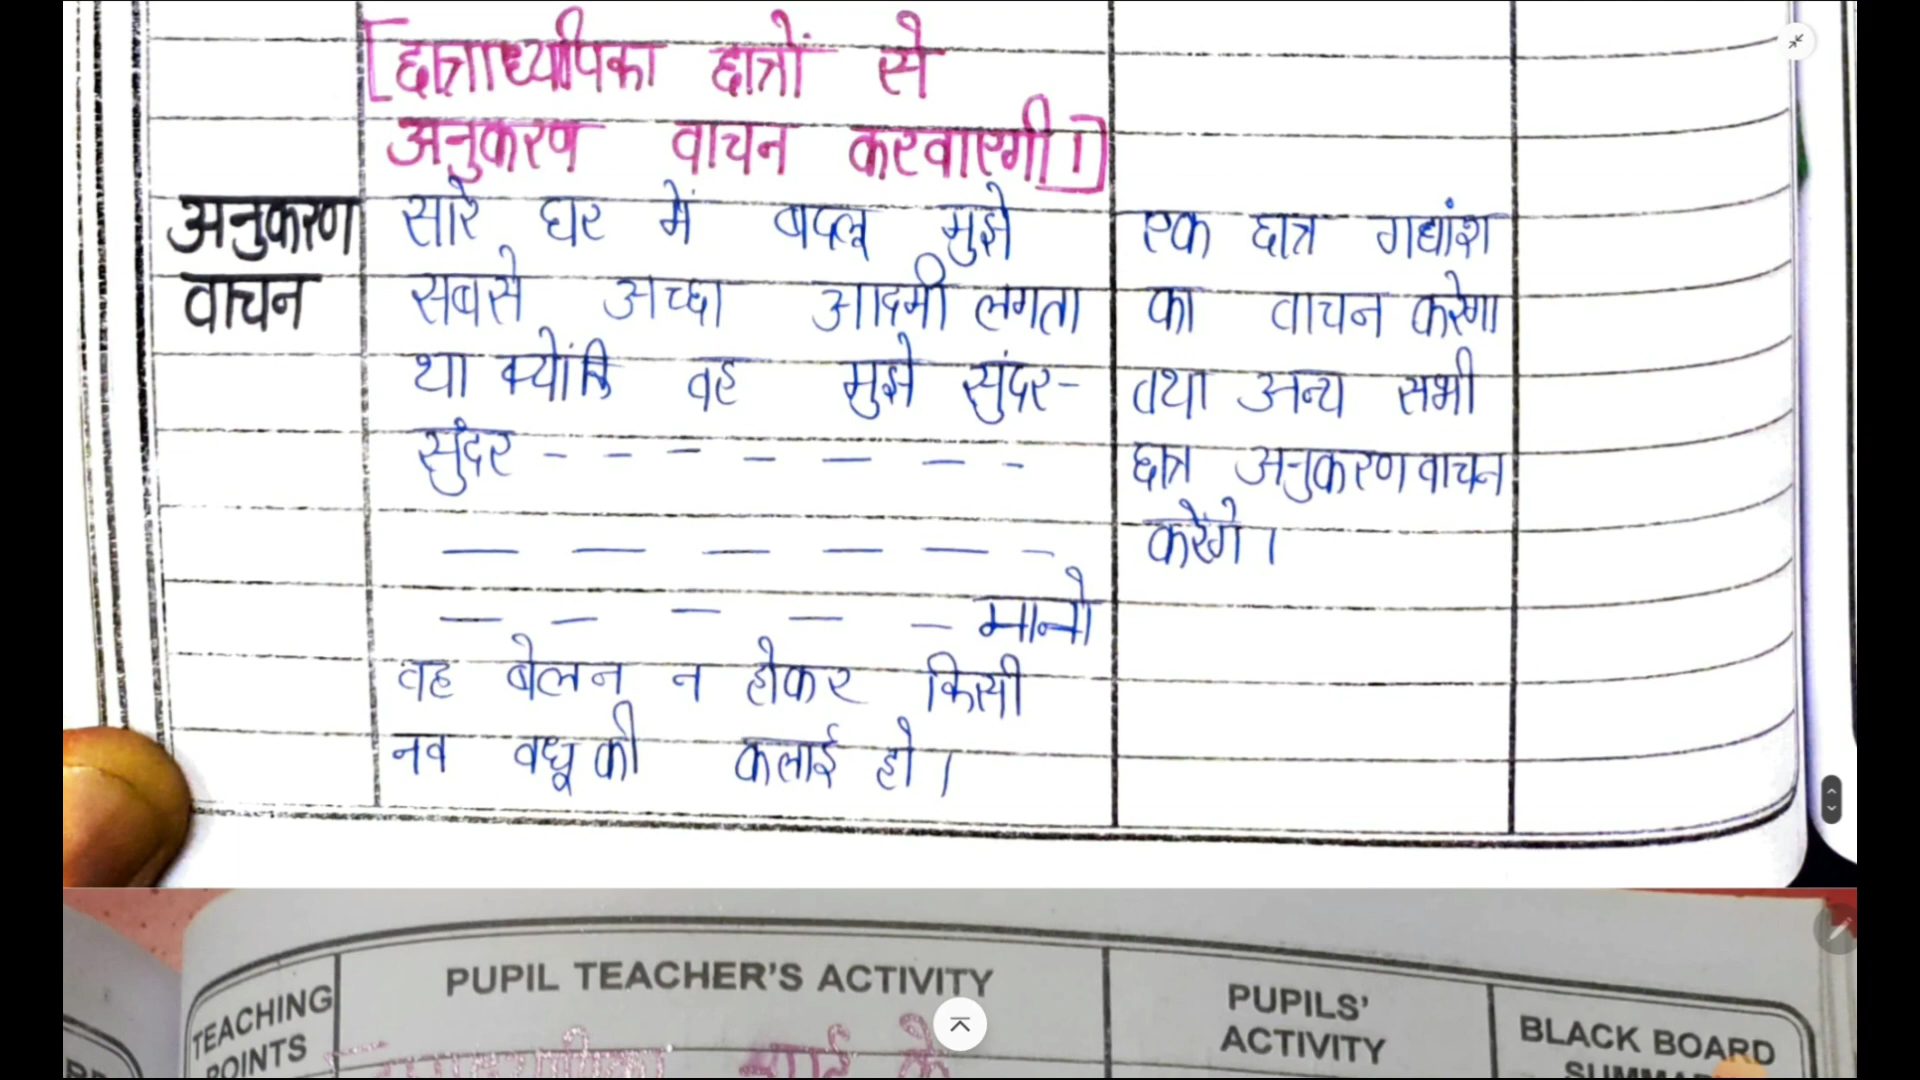 [छात्राध्यापिका छात्रों से
अनुकरण वाचन करवाएगी।]
अनुकरण
वाचन
सारे घर में बदलू मुझे
सबसे अच्छा आदमी लगता
था क्योंकि वह मुझे सुंदर-
सुंदर - - - - - - -
— — — — — -
— — — — — मानो
वह बेलन न होकर किसी
नव वधू की कलाई हो।
एक छात्र गद्यांश
का वाचन करेगा
तथा अन्य सभी
छात्र अनुकरण वाचन
करेंगे।
TEACHING
POINTS
PUPIL TEACHER'S ACTIVITY
PUPILS'
ACTIVITY
BLACK BOARD